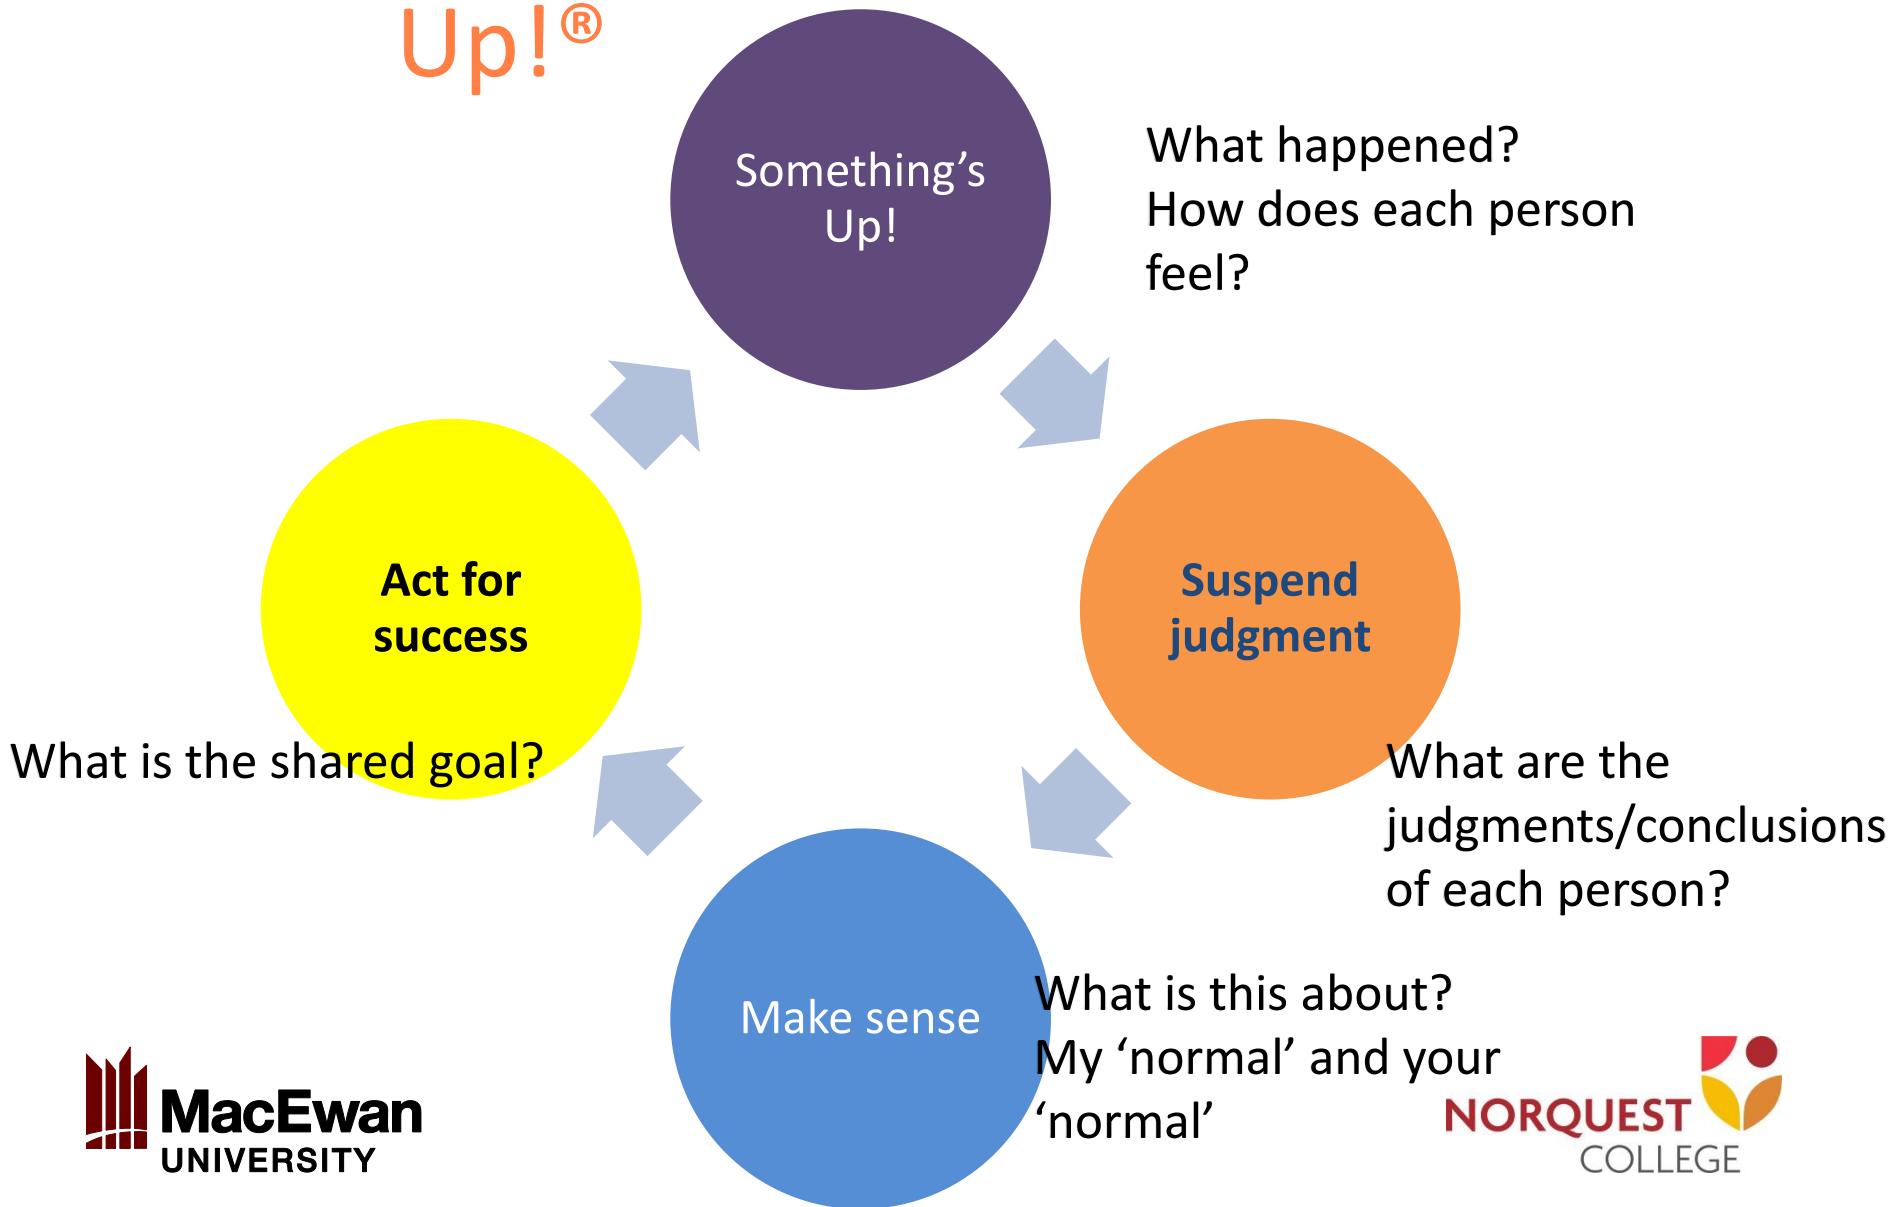 Up!®
Something’s
Up!
What happened?
How does each person
feel?
Suspend
judgment
What are the
judgments/conclusions
of each person?
Make sense
What is this about?
My ‘normal’ and your
‘normal’
Act for
success
What is the shared goal?
MacEwan
UNIVERSITY
NORQUEST
COLLEGE